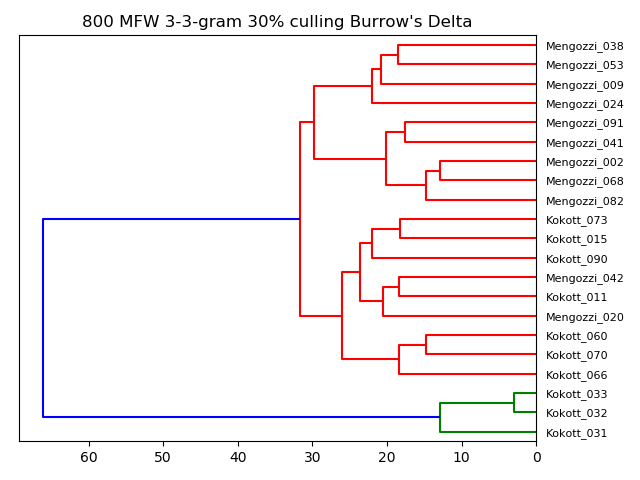 800 MFW 3-3-gram 30% culling Burrow's Delta
Mengozzi_038
Mengozzi_053
Mengozzi_009
Mengozzi_024
Mengozzi_091
Mengozzi_041
Mengozzi_002
Mengozzi_068
Mengozzi_082
Kokott_073
Kokott_015
Kokott_090
Mengozzi_042
Kokott_011
Mengozzi_020
Kokott_060
Kokott_070
Kokott_066
Kokott_033
Kokott_032
Kokott_031
60 50 40 30 20 10 0